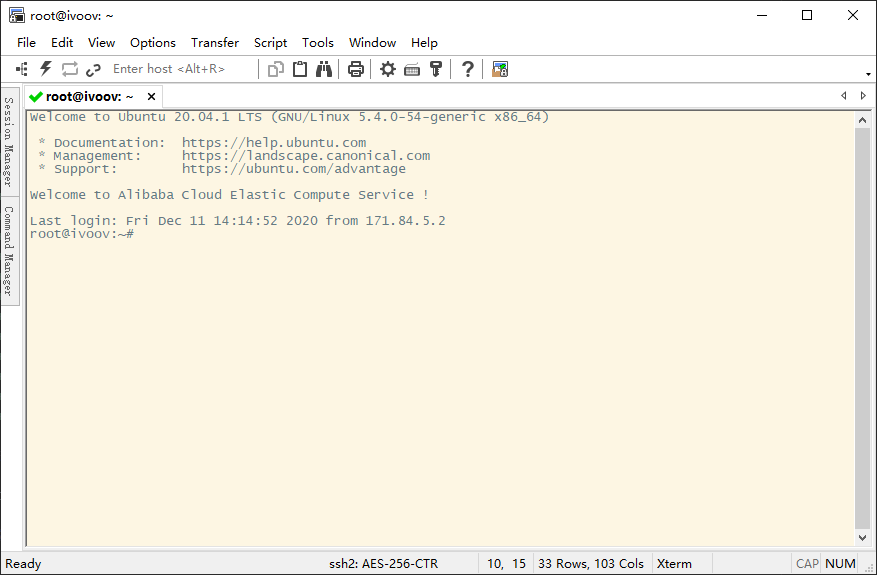 root@ivoov: ~
File Edit View Options Transfer Script Tools Window Help
Enter host <Alt+R>
root@ivoov: ~
Session Manager
Command Manager
Welcome to Ubuntu 20.04.1 LTS (GNU/Linux 5.4.0-54-generic x86_64)
* Documentation: https://help.ubuntu.com
* Management: https://landscape.canonical.com
* Support: https://ubuntu.com/advantage
Welcome to Alibaba Cloud Elastic Compute Service !
Last login: Fri Dec 11 14:14:52 2020 from 171.84.5.2
root@ivoov:~#
Ready ssh2: AES-256-CTR 10, 15 33 Rows, 103 Cols Xterm CAP NUM